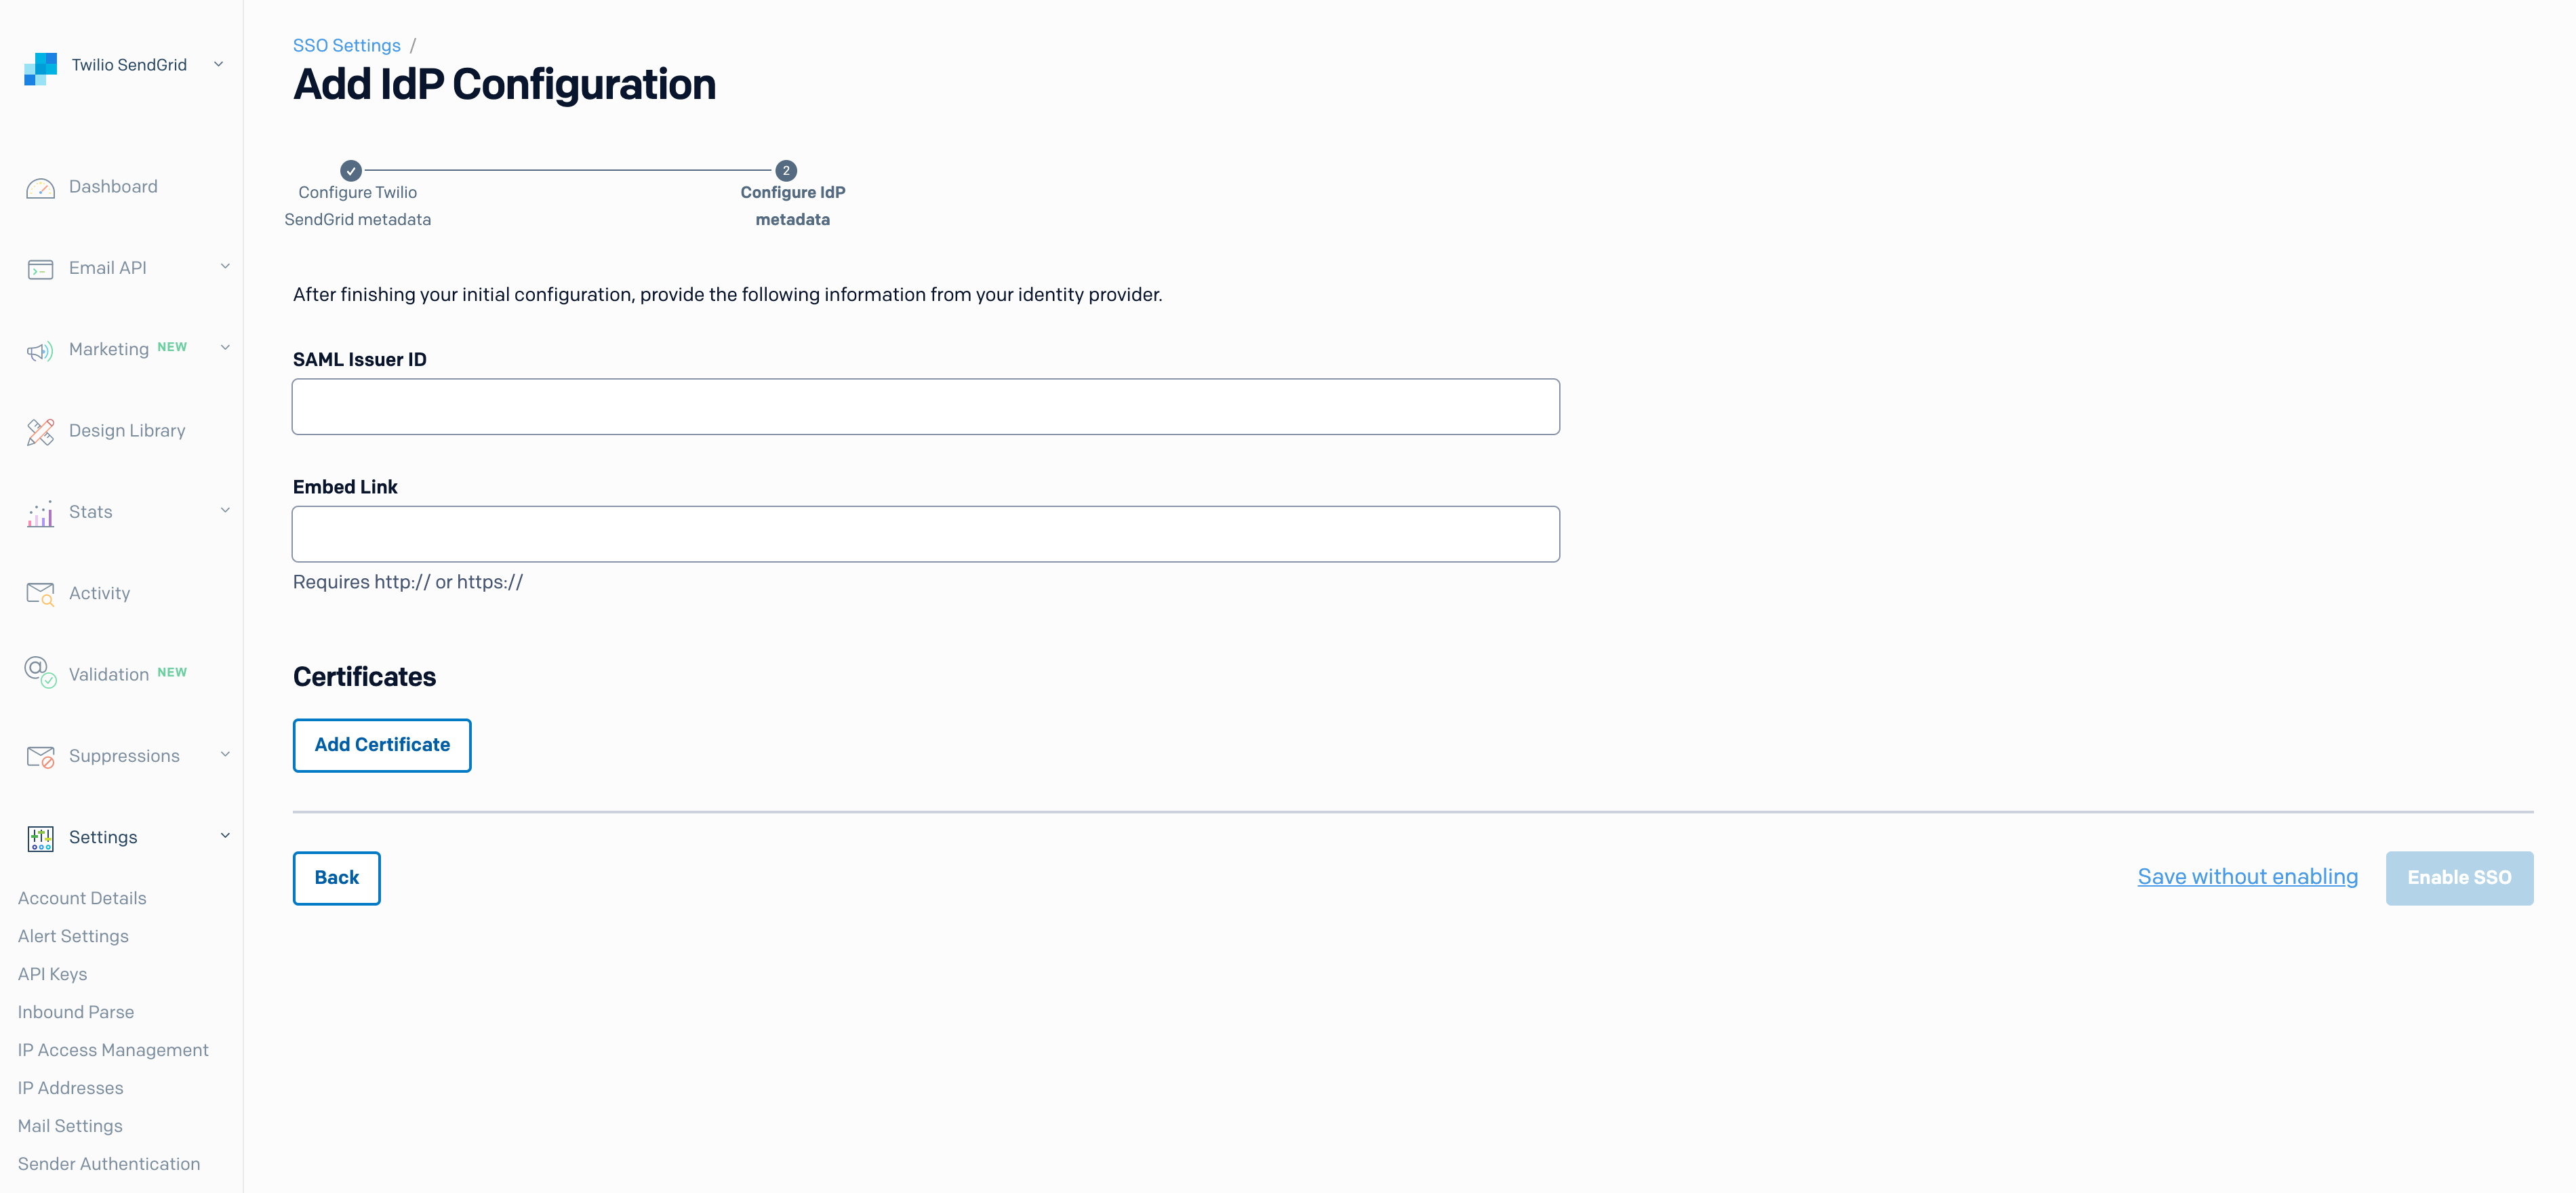 Twilio SendGrid
Dashboard
Email API
Marketing NEW
Design Library
Stats
Activity
Validation NEW
Suppressions
Settings
Account Details
Alert Settings
API Keys
Inbound Parse
IP Access Management
IP Addresses
Mail Settings
Sender Authentication
SSO Settings /
Add IdP Configuration
Configure Twilio
SendGrid metadata
2
Configure IdP
metadata
After finishing your initial configuration, provide the following information from your identity provider.
SAML Issuer ID
Embed Link
Requires http:// or https://
Certificates
Add Certificate
Back
Save without enabling
Enable SSO